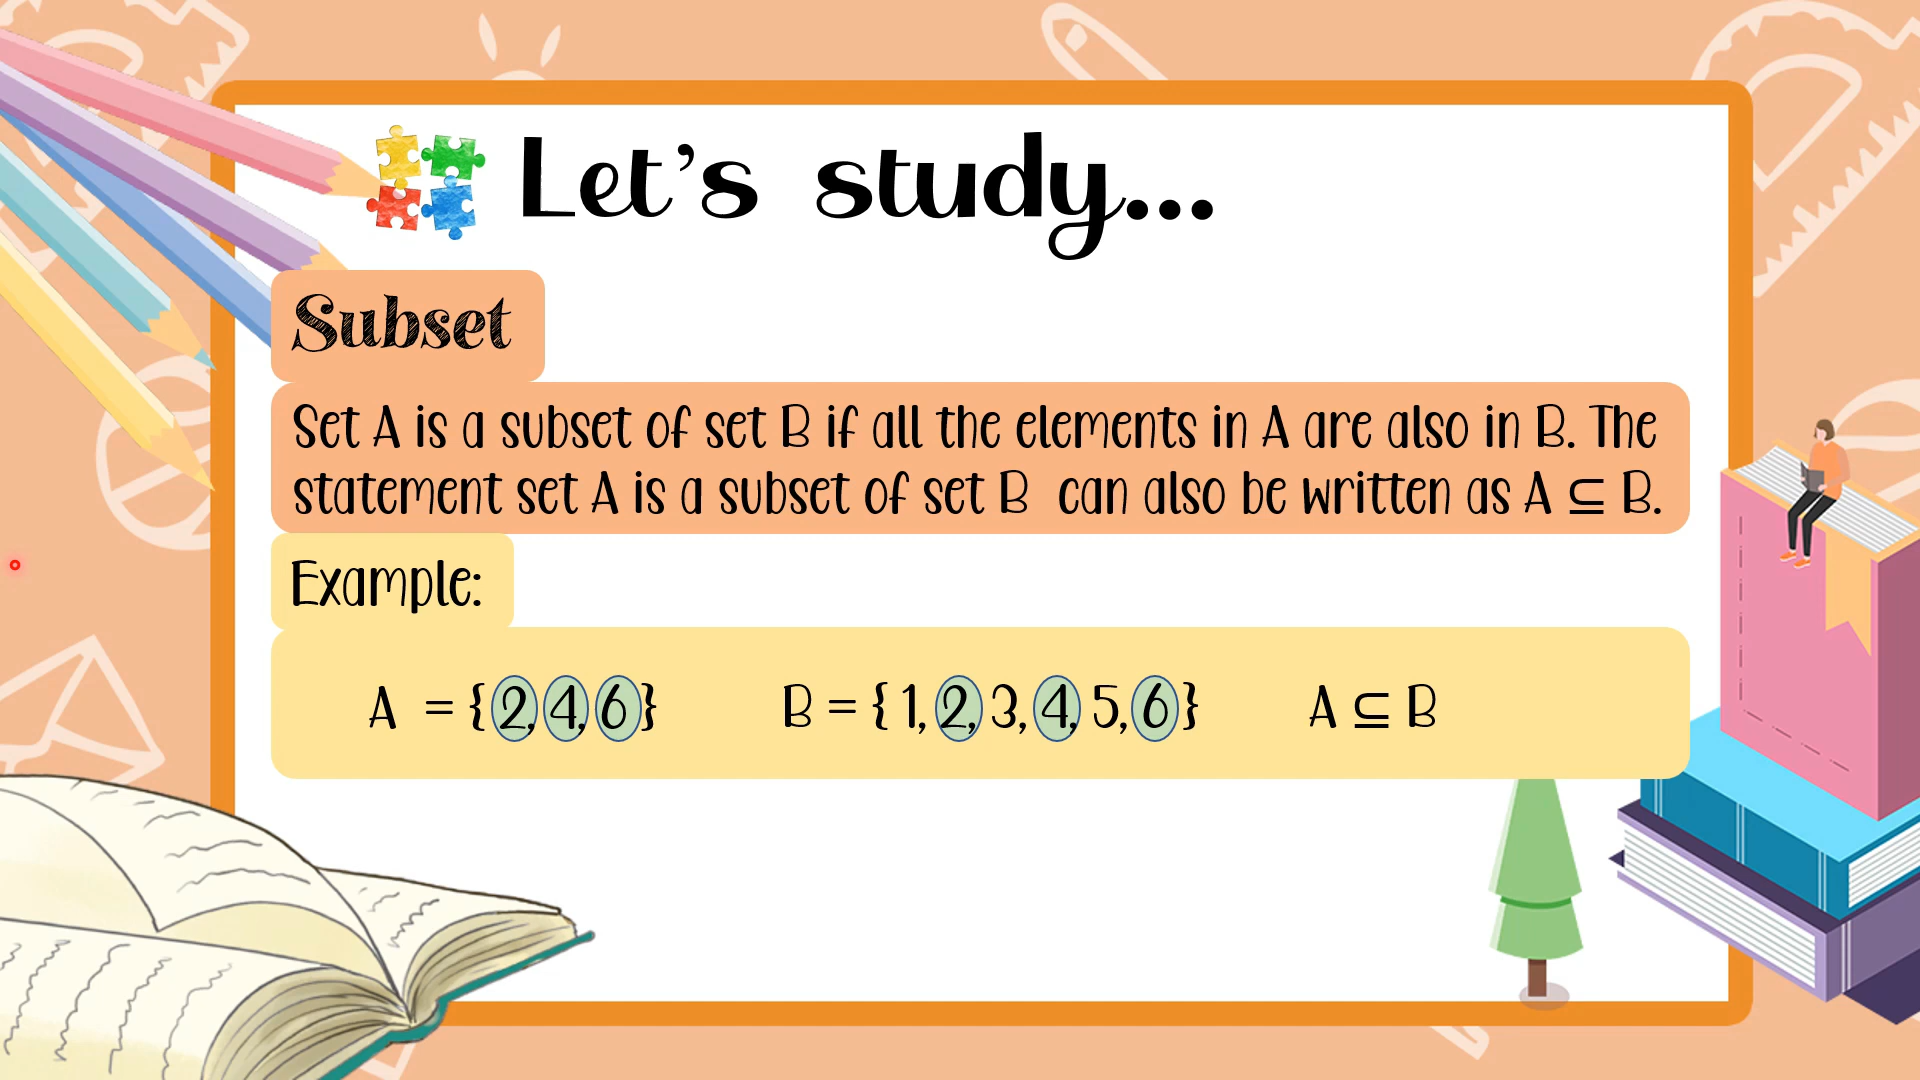 Let's study...
Subset
Set A is a subset of set B if all the elements in A are also in B. The
statement set A is a subset of set B can also be written as A ⊆ B.
Example:
A = {2, 4, 6} B = { 1, 2, 3, 4, 5, 6} A ⊆ B